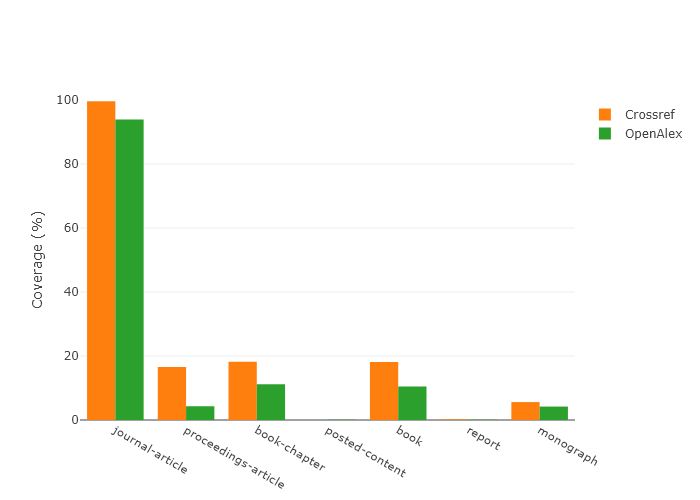 100
80
60
40
20
0
Coverage (%)
Crossref
OpenAlex
journal-article
proceedings-article
book-chapter
posted-content
book
report
monograph